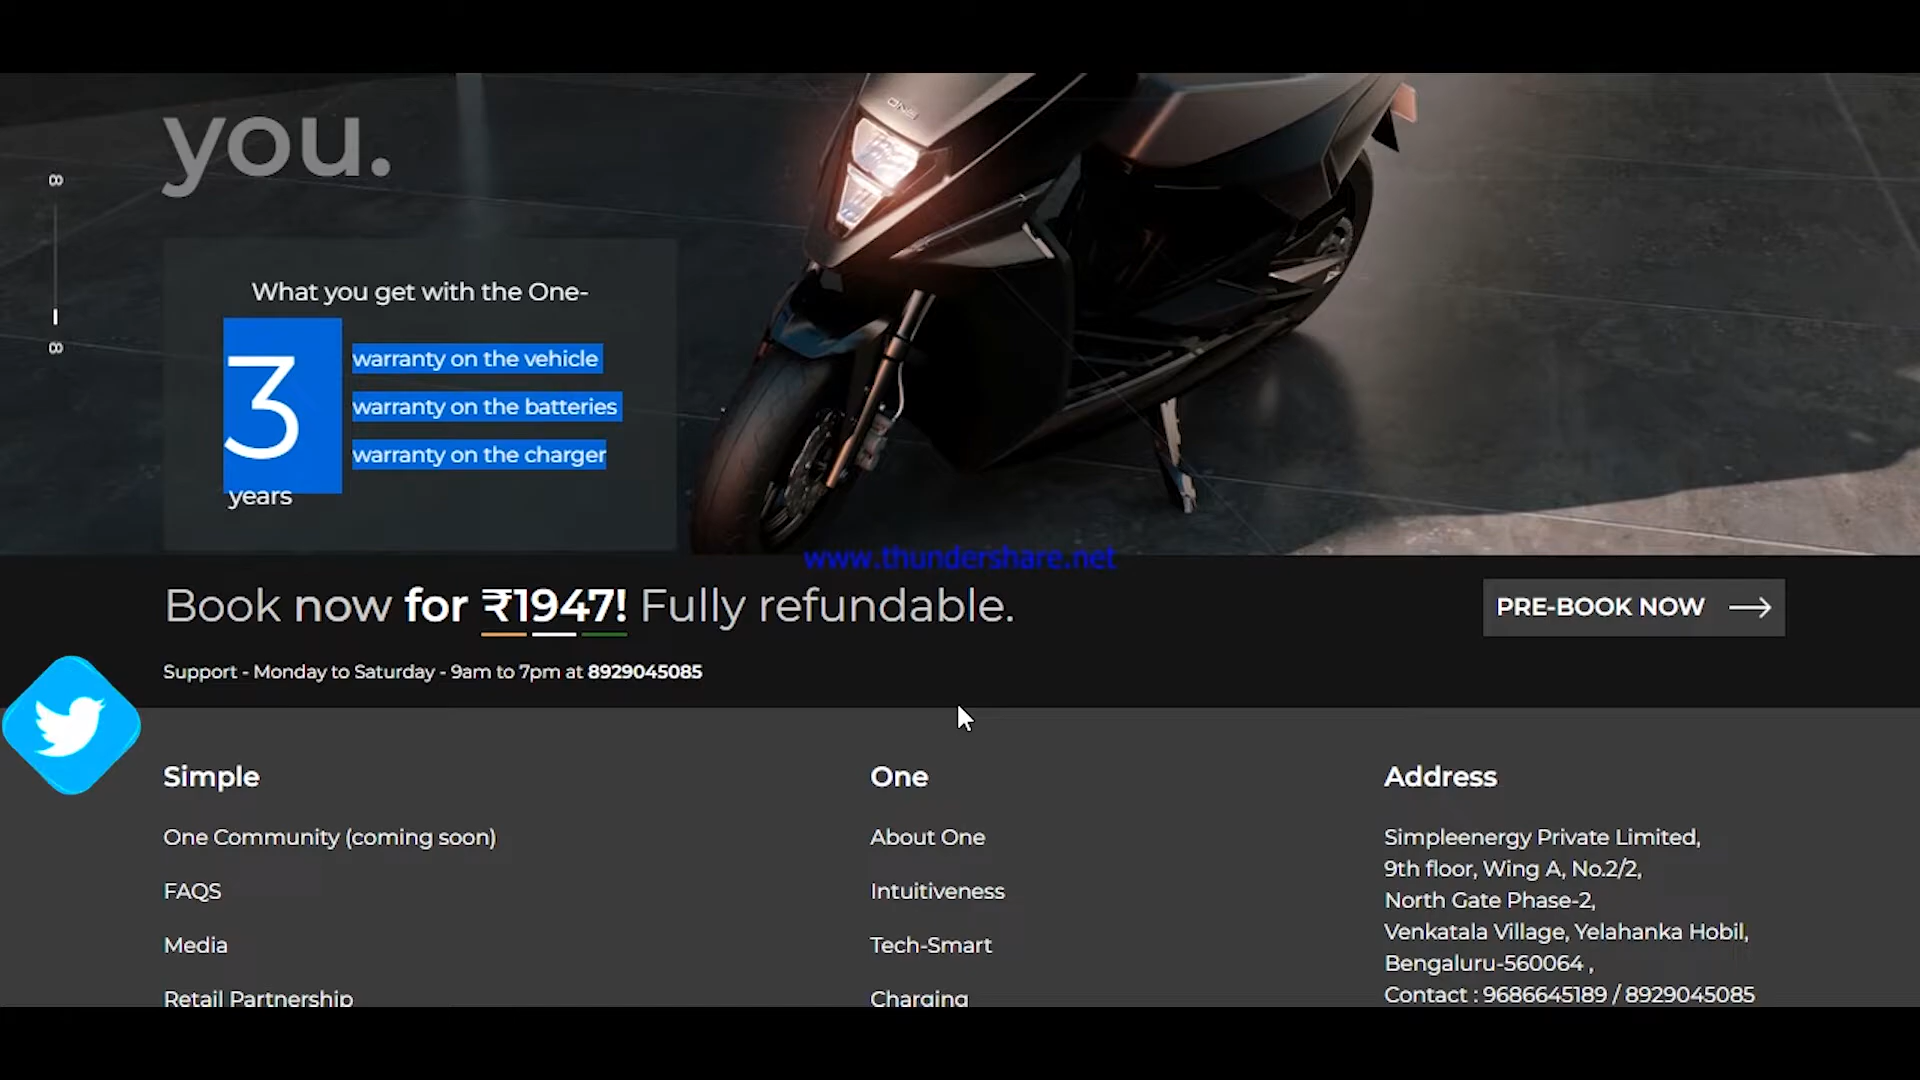 you.
8
8
What you get with the One-
3
years
warranty on the vehicle
warranty on the batteries
warranty on the charger
www.thundershare.net
Book now for ₹1947! Fully refundable.
PRE-BOOK NOW
Support - Monday to Saturday - 9am to 7pm at 8929045085
Simple
One Community (coming soon)
FAQS
Media
Retail Partnership
One
About One
Intuitiveness
Tech-Smart
Charging
Address
Simpleenergy Private Limited,
9th floor, Wing A, No.2/2,
North Gate Phase-2,
Venkatala Village, Yelahanka Hobil,
Bengaluru-560064 ,
Contact : 9686645189 / 8929045085